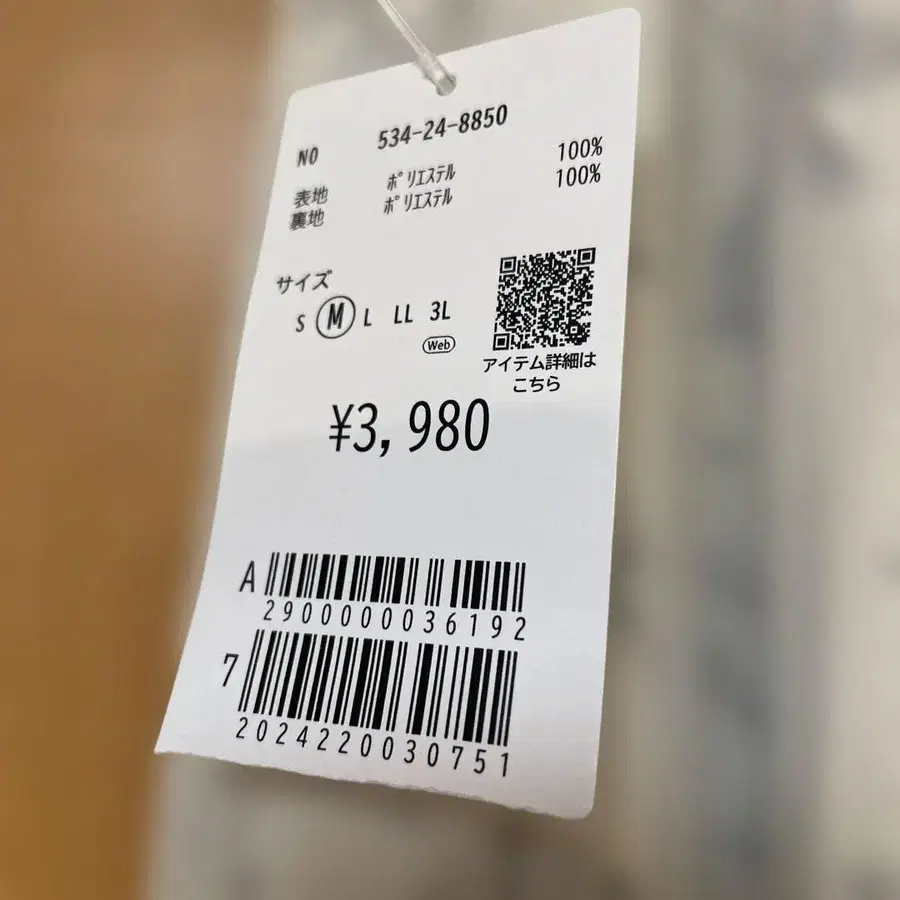 NO 534-24-8850
表地 ポリエステル 100%
裏地 ポリエステル 100%
サイズ
S M L LL 3L
Web
アイテム詳細は
こちら
¥3,980
A
2900000036192
7
2024220030751